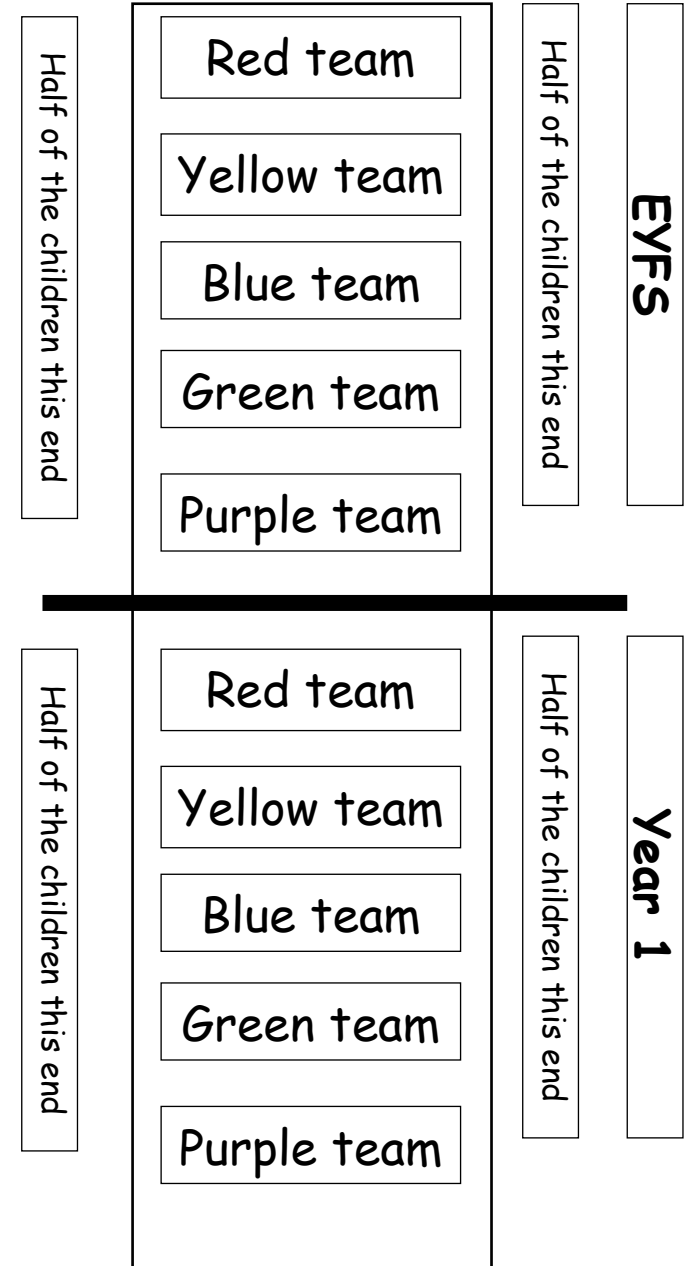 Half of the children this end
Red team
Yellow team
Blue team
Green team
Purple team
Half of the children this end
EYFS
Half of the children this end
Red team
Yellow team
Blue team
Green team
Purple team
Half of the children this end
Year 1